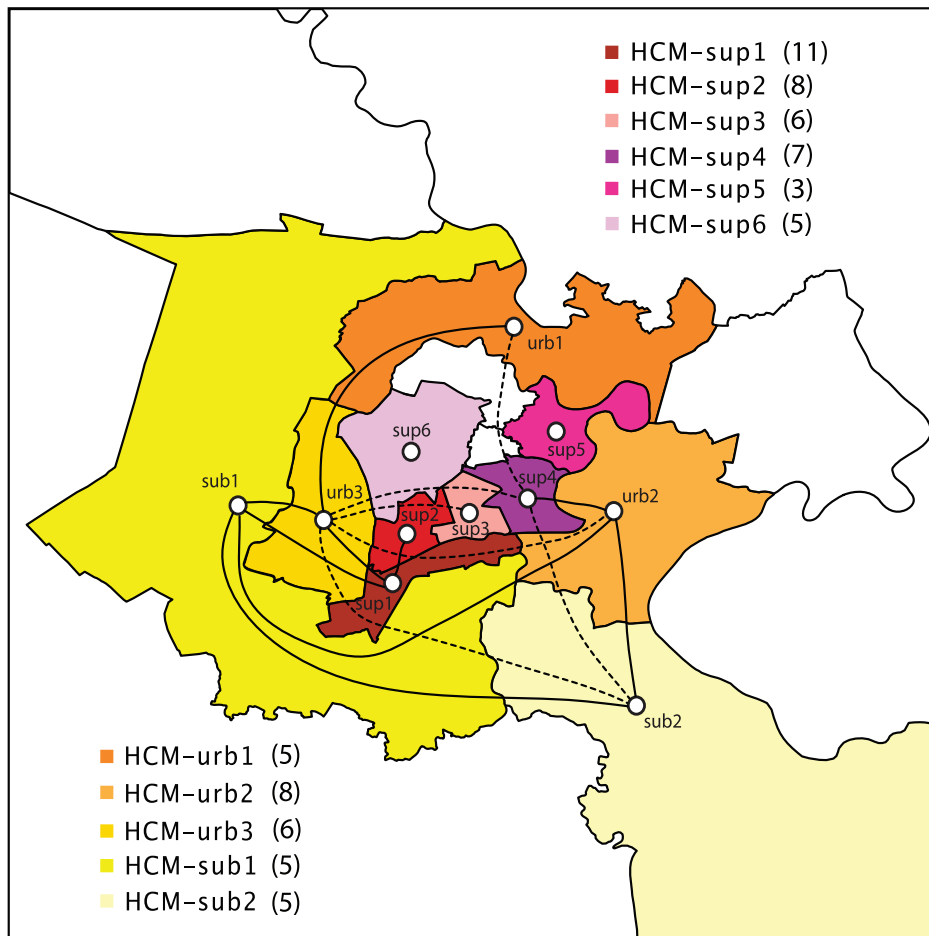 HCM-sup1 (11)
HCM-sup2 (8)
HCM-sup3 (6)
HCM-sup4 (7)
HCM-sup5 (3)
HCM-sup6 (5)
urb1
sup6
sup5
sub1
urb3
sup4
urb2
sup2
sup3
sup1
sub2
HCM-urb1 (5)
HCM-urb2 (8)
HCM-urb3 (6)
HCM-sub1 (5)
HCM-sub2 (5)